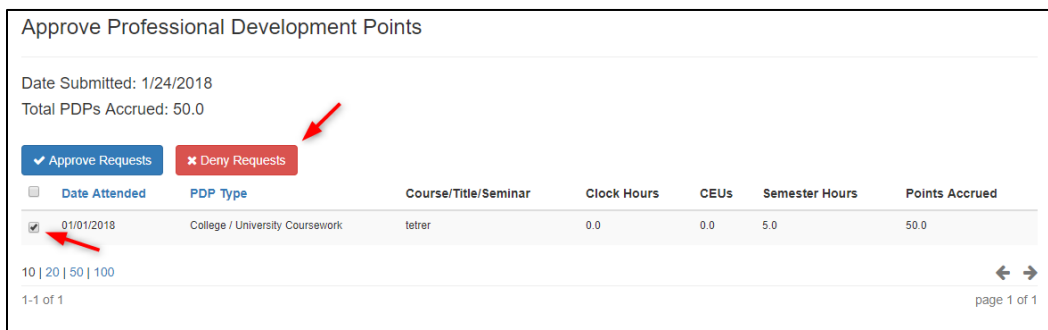 Approve Professional Development Points
Date Submitted: 1/24/2018
Total PDPs Accrued: 50.0
Approve Requests Deny Requests
Date Attended PDP Type Course/Title/Seminar Clock Hours CEUs Semester Hours Points Accrued
01/01/2018 College / University Coursework tetrer 0.0 0.0 5.0 50.0
10 | 20 | 50 | 100
1-1 of 1 page 1 of 1